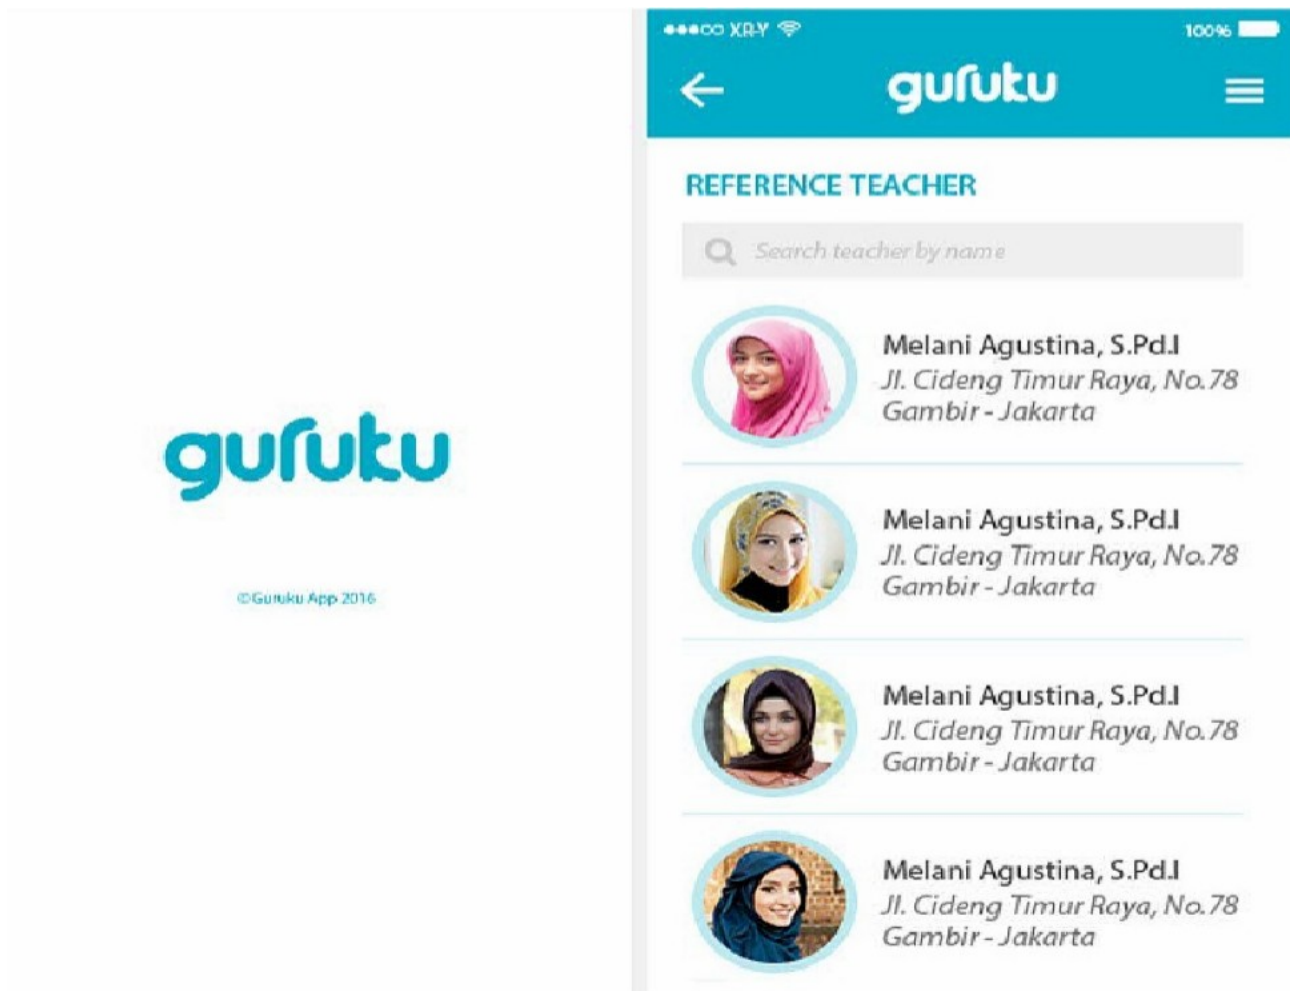 guruku
©Guruku App 2016
XR-Y
100%
guruku
REFERENCE TEACHER
Search teacher by name
Melani Agustina, S.Pd.I
Jl. Cideng Timur Raya, No.78
Gambir - Jakarta
Melani Agustina, S.Pd.I
Jl. Cideng Timur Raya, No.78
Gambir - Jakarta
Melani Agustina, S.Pd.I
Jl. Cideng Timur Raya, No.78
Gambir - Jakarta
Melani Agustina, S.Pd.I
Jl. Cideng Timur Raya, No.78
Gambir - Jakarta